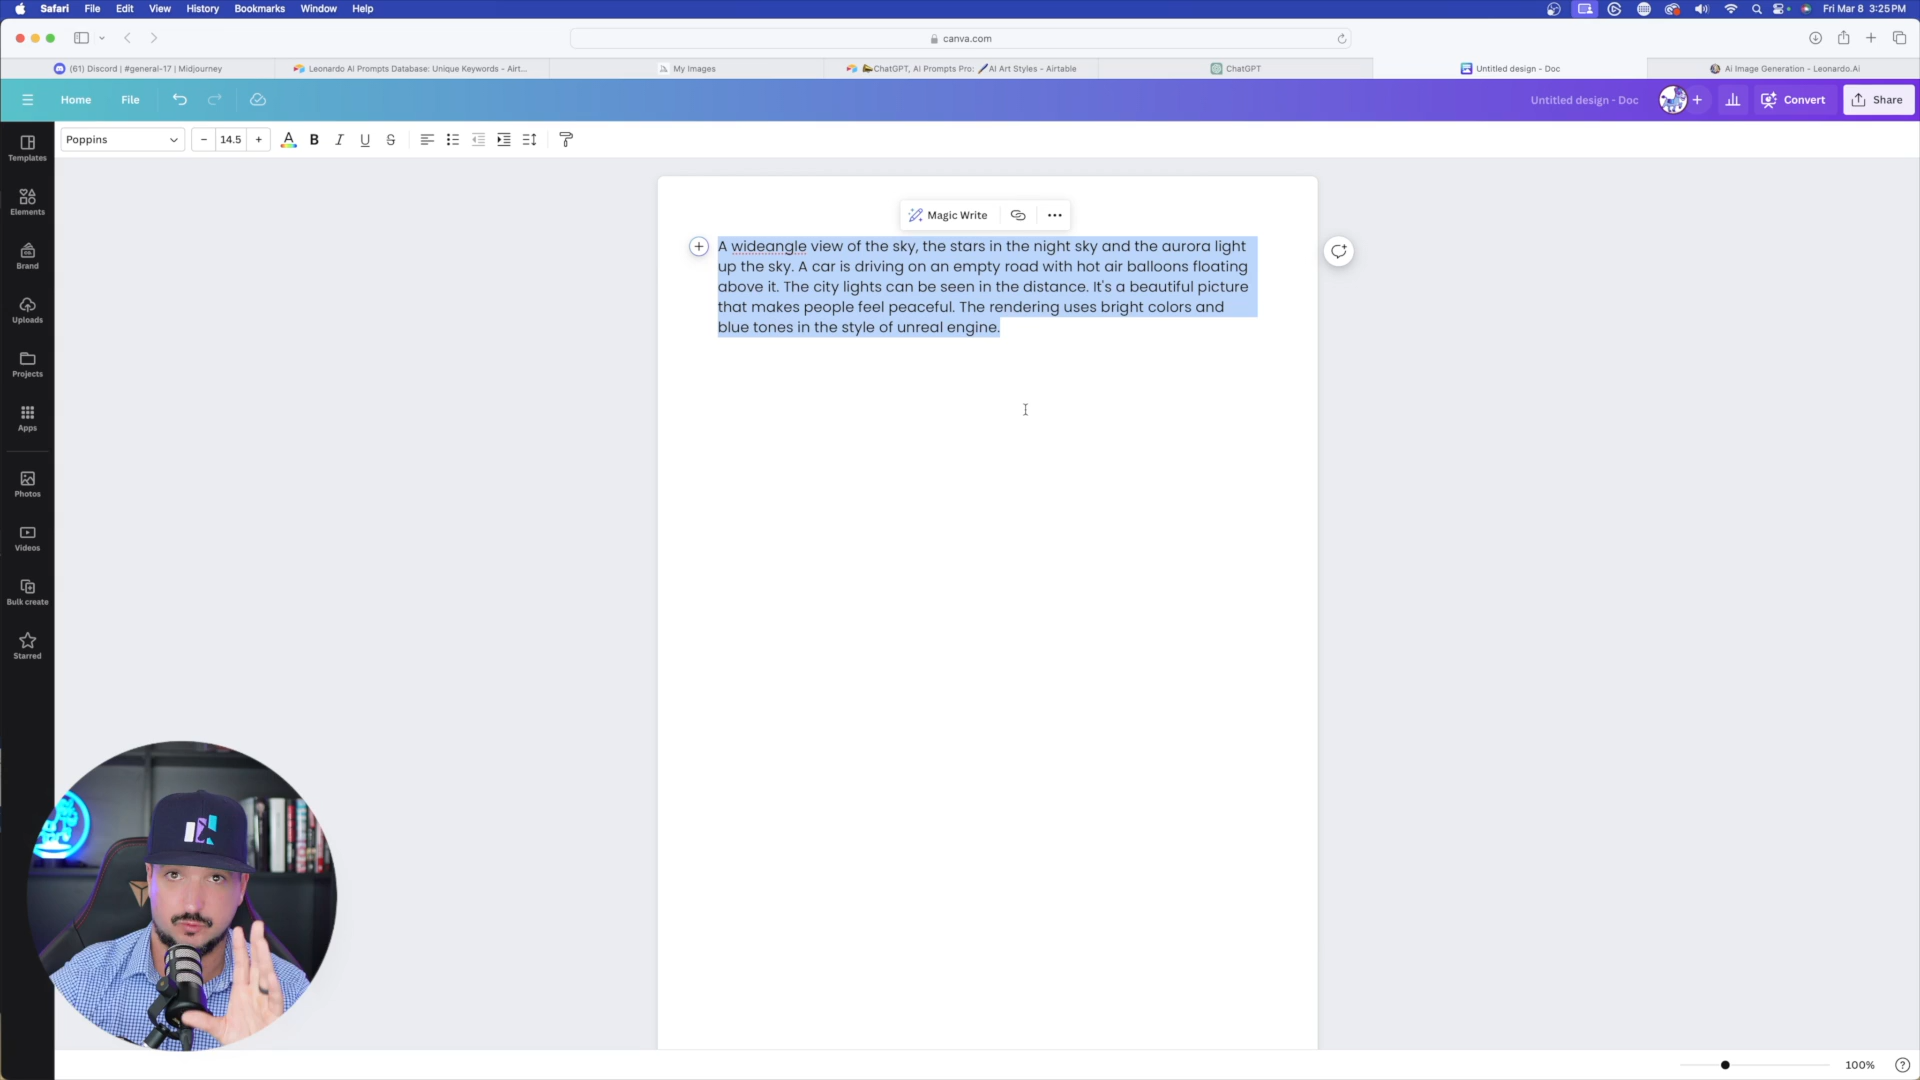 Safari File Edit View History Bookmarks Window Help Fri Mar 8 3:25 PM
canva.com
(61) Discord | #general-17 | Midjourney Leonardo AI Prompts Database: Unique Keywords - Airt... My Images ChatGPT, AI Prompts Pro: AI Art Styles - Airtable ChatGPT Untitled design - Doc AI Image Generation - Leonardo.Ai
Home File Untitled design - Doc Convert Share
Poppins 14.5
Templates
Elements
Brand
Uploads
Projects
Apps
Photos
Videos
Bulk create
Starred
Magic Write
A wideangle view of the sky, the stars in the night sky and the aurora light
up the sky. A car is driving on an empty road with hot air balloons floating
above it. The city lights can be seen in the distance. It's a beautiful picture
that makes people feel peaceful. The rendering uses bright colors and
blue tones in the style of unreal engine.
100%